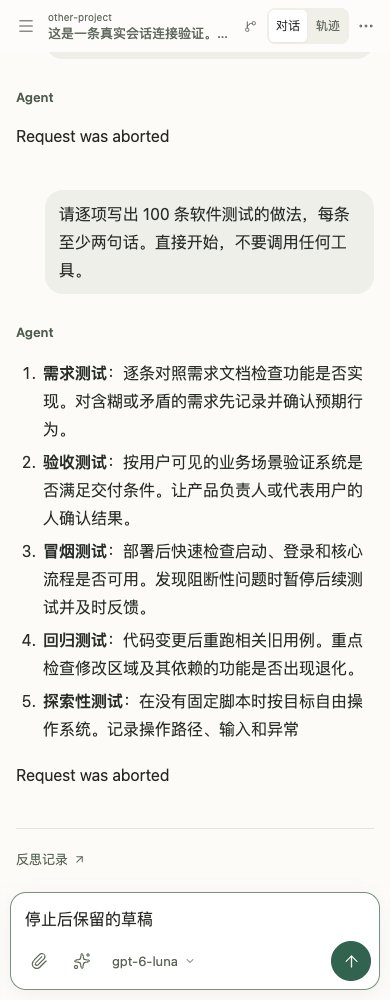 other-project
这是一条真实会话连接验证。...
对话
轨迹
Agent
Request was aborted
请逐项写出 100 条软件测试的做法，每条
至少两句话。直接开始，不要调用任何工
具。
Agent
1. 需求测试：逐条对照需求文档检查功能是否实
现。对含糊或矛盾的需求先记录并确认预期行
为。
2. 验收测试：按用户可见的业务场景验证系统是
否满足交付条件。让产品负责人或代表用户的
人确认结果。
3. 冒烟测试：部署后快速检查启动、登录和核心
流程是否可用。发现阻断性问题时暂停后续测
试并及时反馈。
4. 回归测试：代码变更后重跑相关旧用例。重点
检查修改区域及其依赖的功能是否出现退化。
5. 探索性测试：在没有固定脚本时按目标自由操
作系统。记录操作路径、输入和异常
Request was aborted
反思记录
停止后保留的草稿
gpt-6-luna